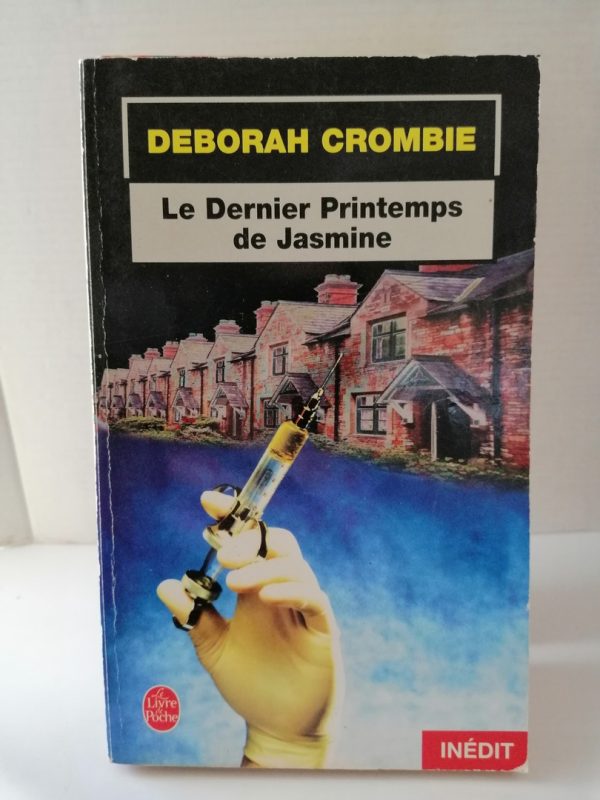 DEBORAH CROMBIE
Le Dernier Printemps
de Jasmine
Le
Livre
de
Poche
INÉDIT